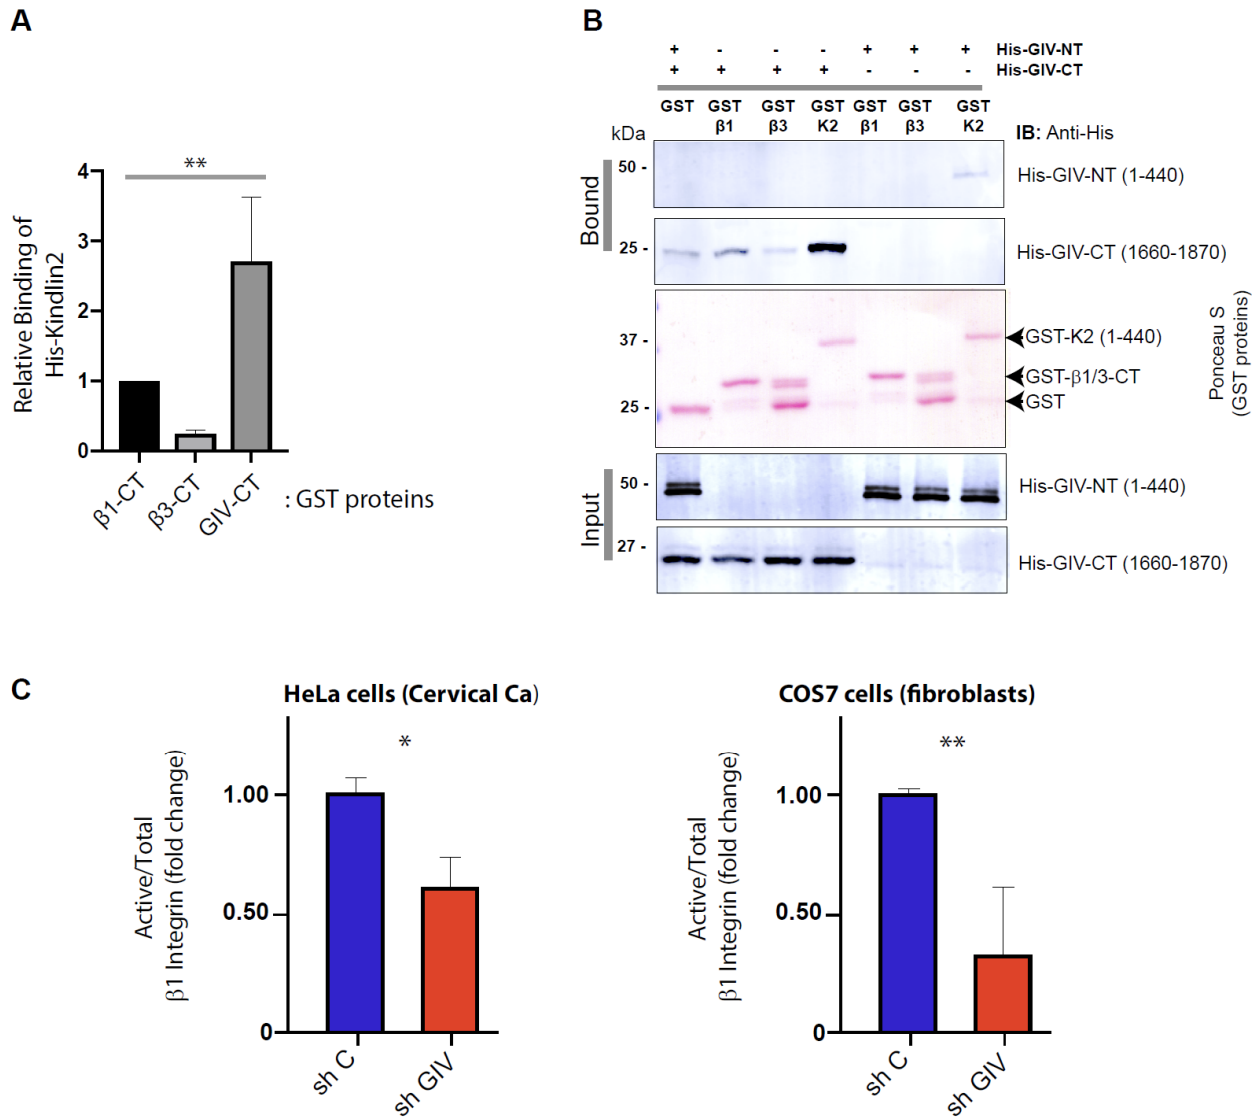 A
Relative Binding of
His-Kindlin2
4
3
2
1
0
**
β1-CT
β3-CT
GIV-CT
: GST proteins
B
+ - - - + + + His-GIV-NT
+ + + + - - - His-GIV-CT
GST GST GST GST GST GST GST
β1 β3 K2 β1 β3 K2
kDa
IB: Anti-His
Bound
50 -
His-GIV-NT (1-440)
25 -
His-GIV-CT (1660-1870)
37 -
GST-K2 (1-440)
GST-β1/3-CT
25 -
GST
Ponceau S
(GST proteins)
Input
50 -
His-GIV-NT (1-440)
27 -
His-GIV-CT (1660-1870)
C
HeLa cells (Cervical Ca)
Active/Total
β1 Integrin (fold change)
1.00
0.50
0
*
sh C
sh GIV
COS7 cells (fibroblasts)
Active/Total
β1 Integrin (fold change)
1.00
0.50
0
**
sh C
sh GIV